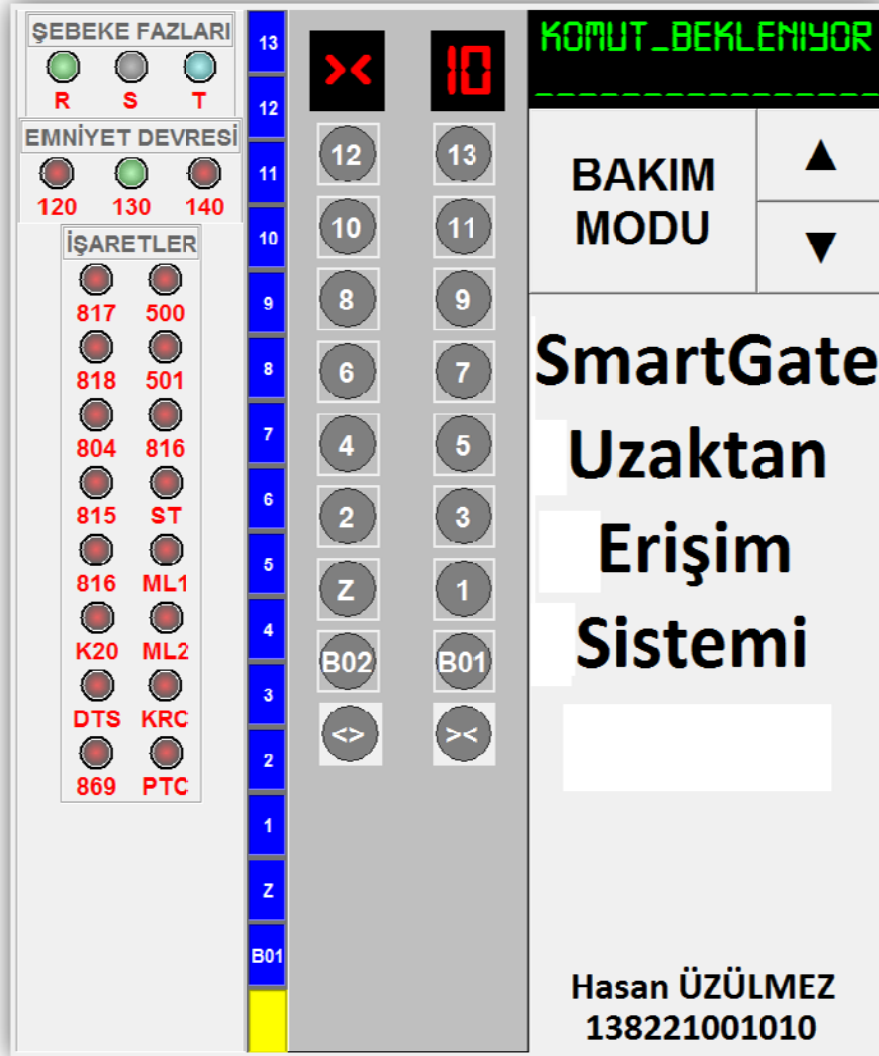 ŞEBEKE FAZLARI
R S T
EMNİYET DEVRESİ
120 130 140
İŞARETLER
817 500
818 501
804 816
815 ST
816 ML1
K20 ML2
DTS KRC
869 PTC
13
12
11
10
9
8
7
6
5
4
3
2
1
Z
B01
>< 10
12 13
10 11
8 9
6 7
4 5
2 3
Z 1
B02 B01
<> ><
KOMUT_BEKLENIYOR
________________
BAKIM
MODU
▲
▼
SmartGate
Uzaktan
Erişim
Sistemi
Hasan ÜZÜLMEZ
138221001010